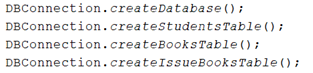 DBConnection.createDatabase();
DBConnection.createStudentsTable();
DBConnection.createBooksTable();
DBConnection.createIssueBooksTable();